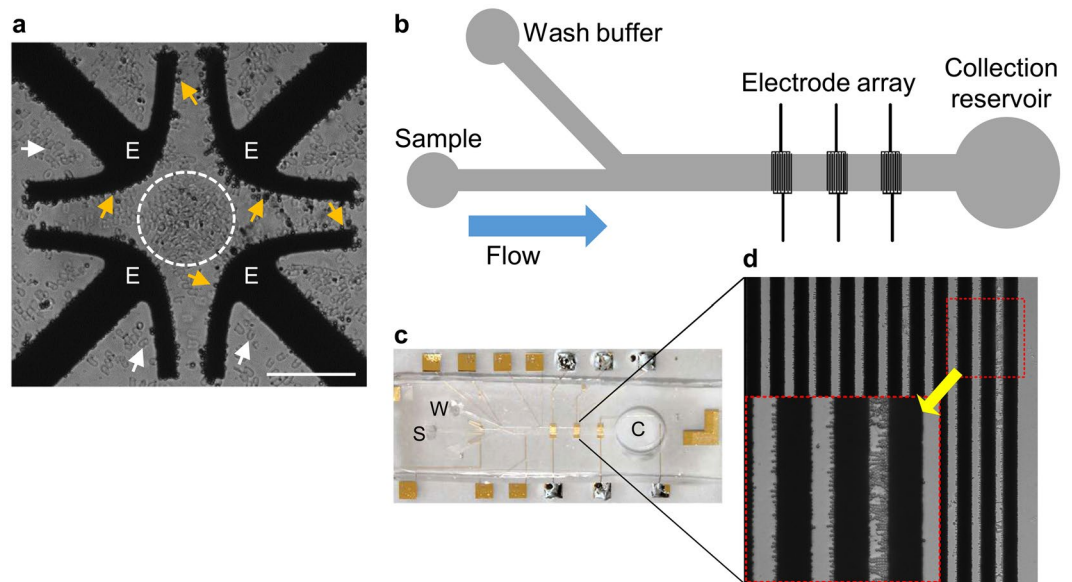 a
E
E
E
E
b
Wash buffer
Sample
Flow
Electrode array
Collection
reservoir
c
W
S
C
d